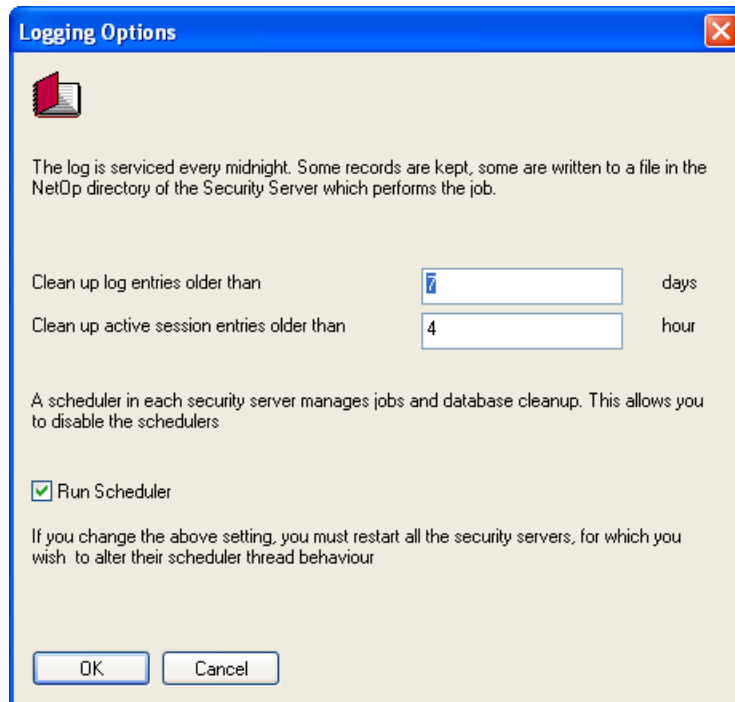 Logging Options
The log is serviced every midnight. Some records are kept, some are written to a file in the
NetOp directory of the Security Server which performs the job.
Clean up log entries older than 7 days
Clean up active session entries older than 4 hour
A scheduler in each security server manages jobs and database cleanup. This allows you
to disable the schedulers
Run Scheduler
If you change the above setting, you must restart all the security servers, for which you
wish  to alter their scheduler thread behaviour
OK Cancel